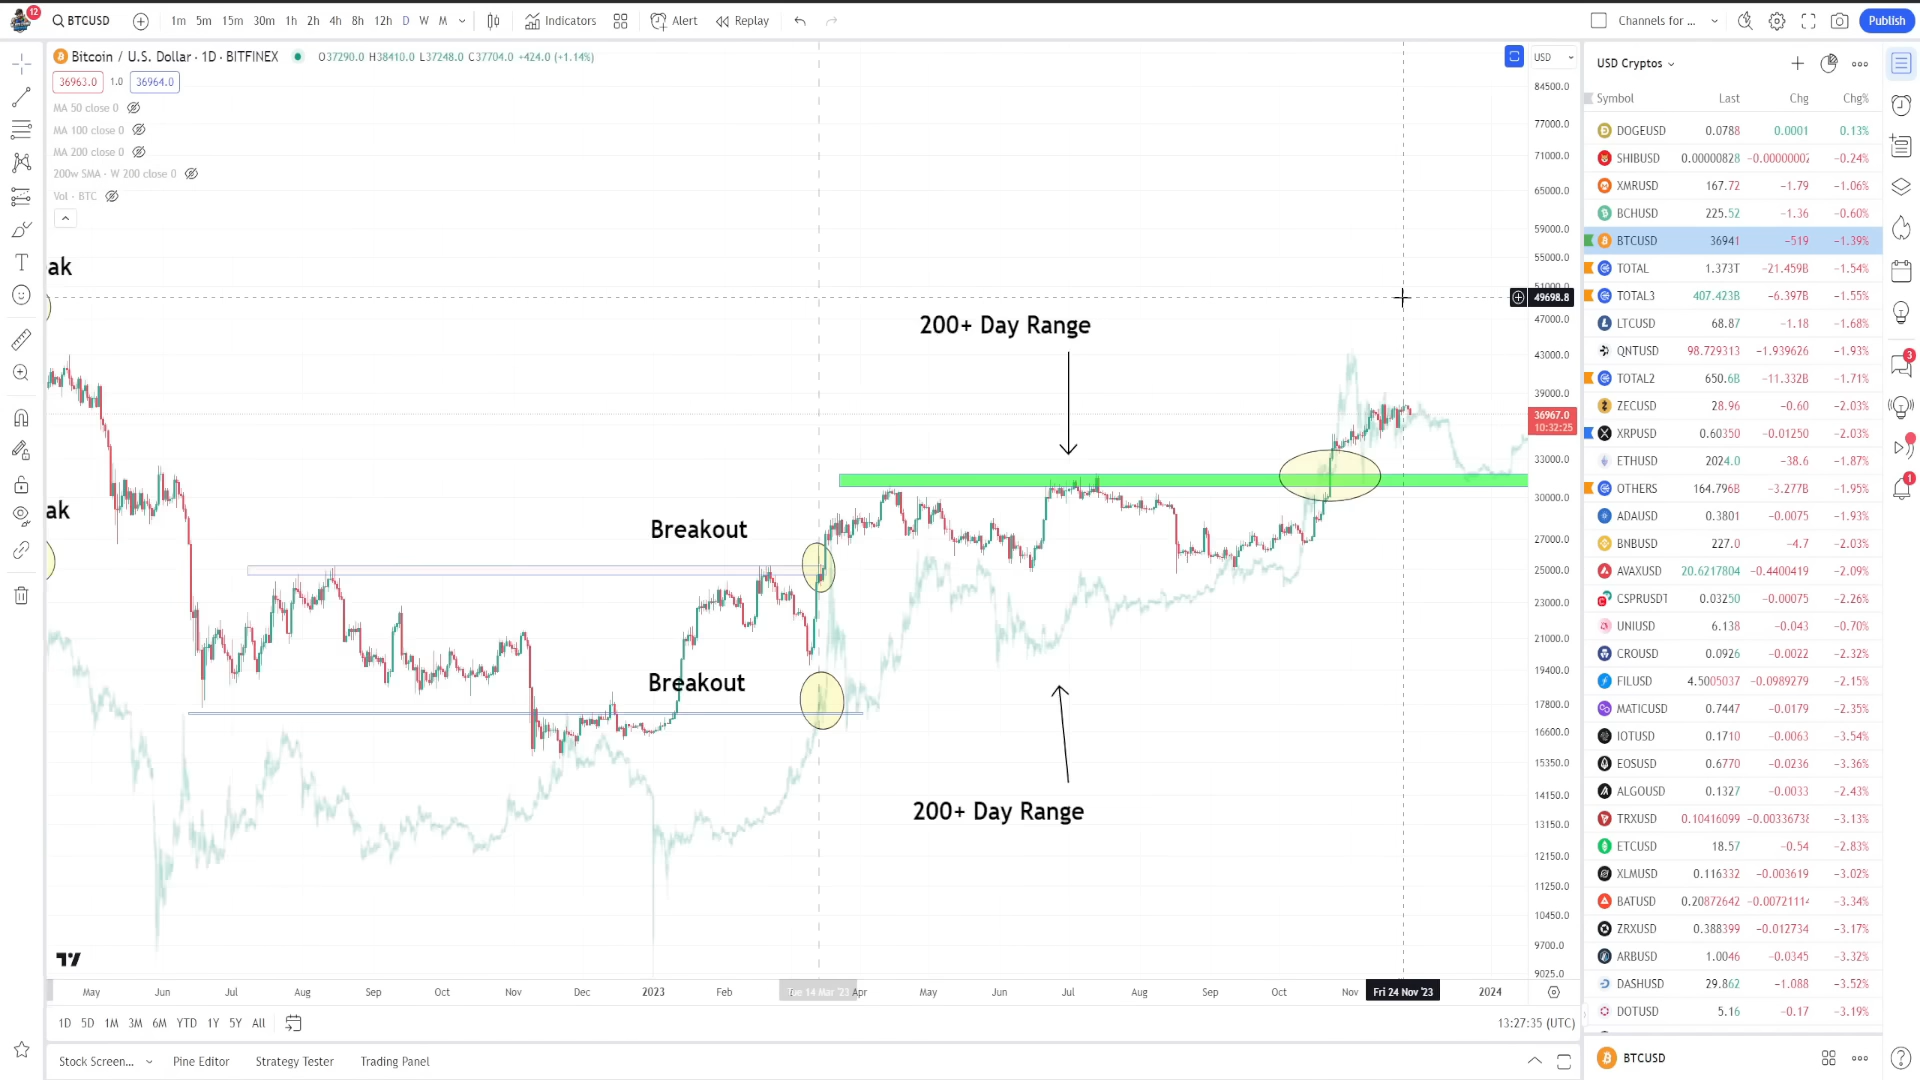 12
BTCUSD
1m 5m 15m 30m 1h 2h 4h 8h 12h D W M
Indicators
Alert
Replay
Channels for ...
Publish
Bitcoin / U.S. Dollar · 1D · BITFINEX
O37290.0 H38410.0 L37248.0 C37704.0 +424.0 (+1.14%)
36963.0 1.0 36964.0
MA 50 close 0
MA 100 close 0
MA 200 close 0
200w SMA · W 200 close 0
Vol · BTC
ak
ak
200+ Day Range
Breakout
Breakout
200+ Day Range
USD
84500.0
77000.0
71000.0
65000.0
59000.0
55000.0
49698.8
47000.0
43000.0
39000.0
36967.0
10:32:25
33000.0
30000.0
27000.0
25000.0
23000.0
21000.0
19400.0
17800.0
16600.0
15350.0
14150.0
13150.0
12150.0
11250.0
10450.0
9700.0
9025.0
May Jun Jul Aug Sep Oct Nov Dec 2023 Feb Tue 14 Mar '23 Apr May Jun Jul Aug Sep Oct Nov Fri 24 Nov '23 2024
1D 5D 1M 3M 6M YTD 1Y 5Y All
13:27:35 (UTC)
Stock Screen... Pine Editor Strategy Tester Trading Panel
USD Cryptos
Symbol Last Chg Chg%
DOGEUSD 0.0788 0.0001 0.13%
SHIBUSD 0.00000828 -0.00000002 -0.24%
XMRUSD 167.72 -1.79 -1.06%
BCHUSD 225.52 -1.36 -0.60%
BTCUSD 36941 -519 -1.39%
TOTAL 1.373T -21.459B -1.54%
TOTAL3 407.423B -6.397B -1.55%
LTCUSD 68.87 -1.18 -1.68%
QNTUSD 98.729313 -1.939626 -1.93%
TOTAL2 650.6B -11.332B -1.71%
ZECUSD 28.96 -0.60 -2.03%
XRPUSD 0.60350 -0.01250 -2.03%
ETHUSD 2024.0 -38.6 -1.87%
OTHERS 164.796B -3.277B -1.95%
ADAUSD 0.3801 -0.0075 -1.93%
BNBUSD 227.0 -4.7 -2.03%
AVAXUSD 20.6217804 -0.4400419 -2.09%
CSPRUSDT 0.03250 -0.00075 -2.26%
UNIUSD 6.138 -0.043 -0.70%
CROUSD 0.0926 -0.0022 -2.32%
FILUSD 4.5005037 -0.0989279 -2.15%
MATICUSD 0.7447 -0.0179 -2.35%
IOTUSD 0.1710 -0.0063 -3.54%
EOSUSD 0.6770 -0.0236 -3.36%
ALGOUSD 0.1327 -0.0033 -2.43%
TRXUSD 0.10416099 -0.00336738 -3.13%
ETCUSD 18.57 -0.54 -2.83%
XLMUSD 0.116332 -0.003619 -3.02%
BATUSD 0.20872642 -0.00721114 -3.34%
ZRXUSD 0.388399 -0.012734 -3.17%
ARBUSD 1.0046 -0.0345 -3.32%
DASHUSD 29.862 -1.088 -3.52%
DOTUSD 5.16 -0.17 -3.19%
BTCUSD
3
1